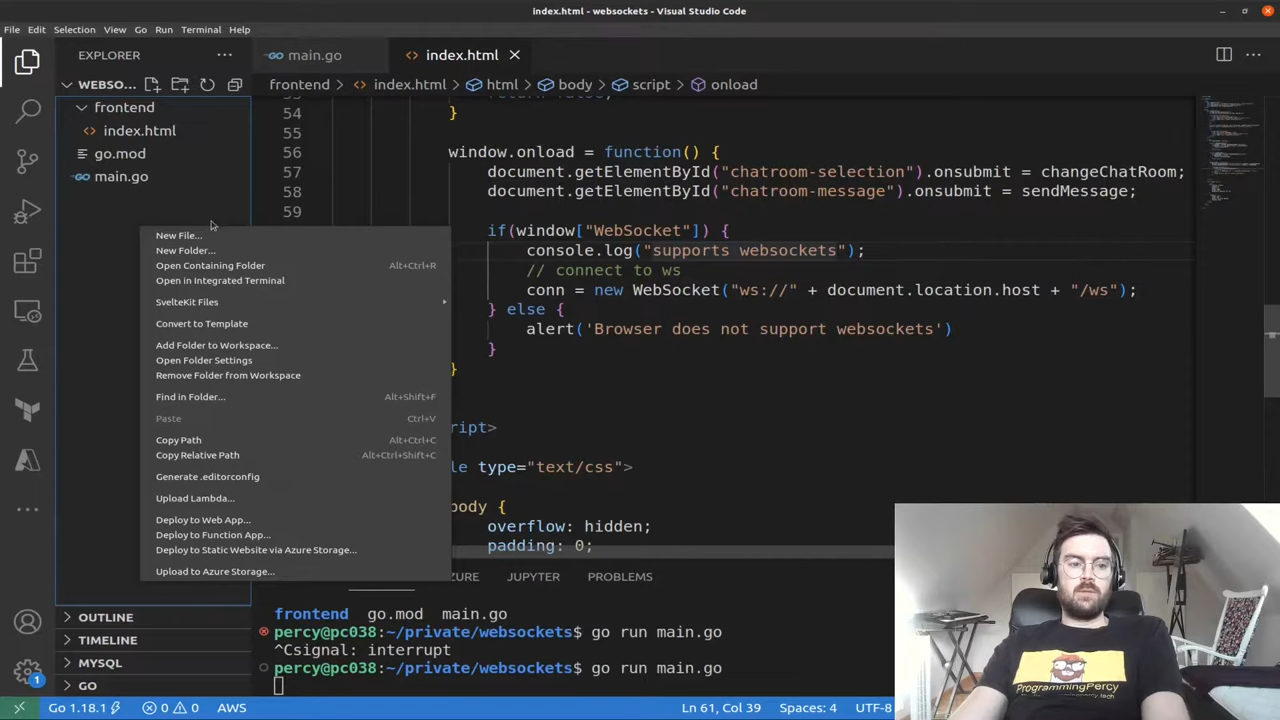 index.html - websockets - Visual Studio Code
File Edit Selection View Go Run Terminal Help
EXPLORER
main.go
index.html
WEBSO...
frontend > index.html > html > body > script > onload
frontend
index.html
go.mod
main.go
54 }
55
56 window.onload = function() {
57 document.getElementById("chatroom-selection").onsubmit = changeChatRoom;
58 document.getElementById("chatroom-message").onsubmit = sendMessage;
59
if(window["WebSocket"]) {
console.log("supports websockets");
// connect to ws
conn = new WebSocket("ws://" + document.location.host + "/ws");
} else {
alert('Browser does not support websockets')
}
}
ript>
le type="text/css">
body {
overflow: hidden;
padding: 0;
New File...
New Folder...
Open Containing Folder Alt+Ctrl+R
Open in Integrated Terminal
SvelteKit Files
Convert to Template
Add Folder to Workspace...
Open Folder Settings
Remove Folder from Workspace
Find in Folder... Alt+Shift+F
Paste Ctrl+V
Copy Path Alt+Ctrl+C
Copy Relative Path Alt+Ctrl+Shift+C
Generate .editorconfig
Upload Lambda...
Deploy to Web App...
Deploy to Function App...
Deploy to Static Website via Azure Storage...
Upload to Azure Storage...
OUTLINE
TIMELINE
MYSQL
GO
ZURE JUPYTER PROBLEMS
frontend go.mod main.go
percy@pc038:~/private/websockets$ go run main.go
^Csignal: interrupt
percy@pc038:~/private/websockets$ go run main.go
1
Go 1.18.1 0 0 AWS
Ln 61, Col 39 Spaces: 4 UTF-8
ProgrammingPercy